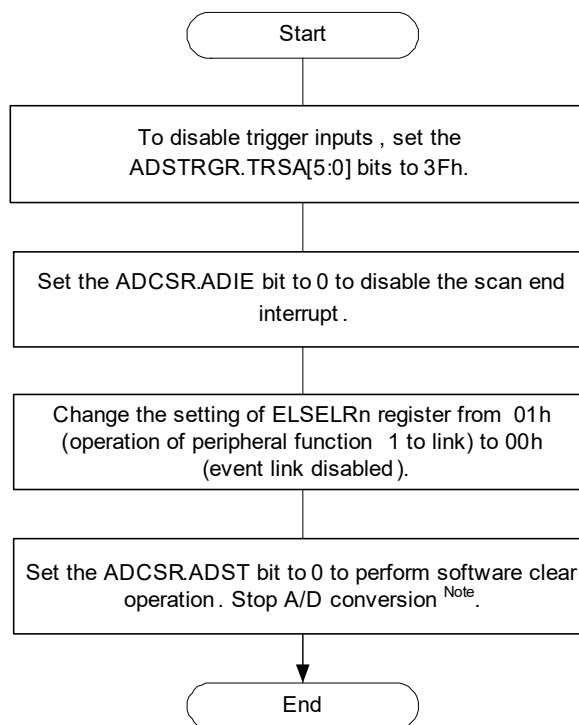 Start
To disable trigger inputs , set the
ADSTRGR.TRSA[5:0] bits to 3Fh.
Set the ADCSR.ADIE bit to 0 to disable the scan end
interrupt .
Change the setting of ELSELRn register from 01h
(operation of peripheral function 1 to link) to 00h
(event link disabled).
Set the ADCSR.ADST bit to 0 to perform software clear
operation . Stop A/D conversion Note.
End